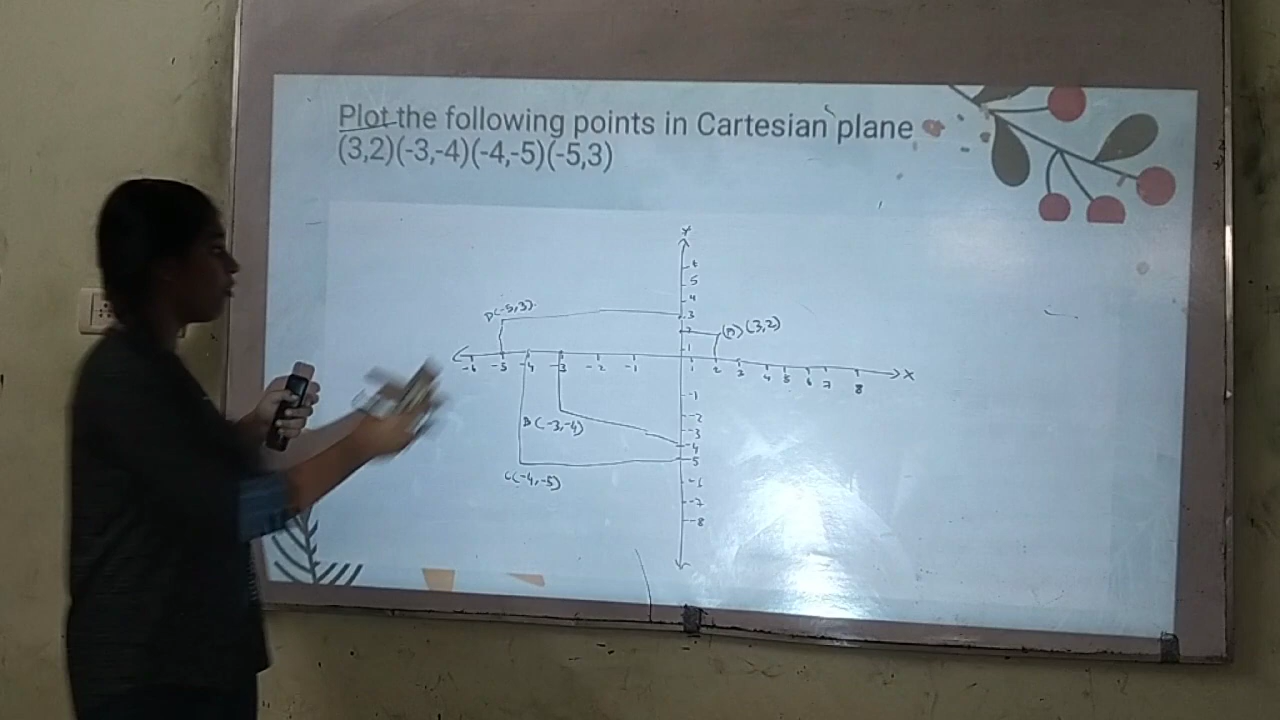 Plot the following points in Cartesian plane
(3,2)(-3,-4)(-4,-5)(-5,3)
Y
6
5
4
3
2
1
D(-5,3)
(A) (3,2)
-6 -5 -4 -3 -2 -1 1 2 3 4 5 6 7 8 X
-1
-2
-3
-4
-5
-6
-7
-8
B(-3,-4)
C(-4,-5)